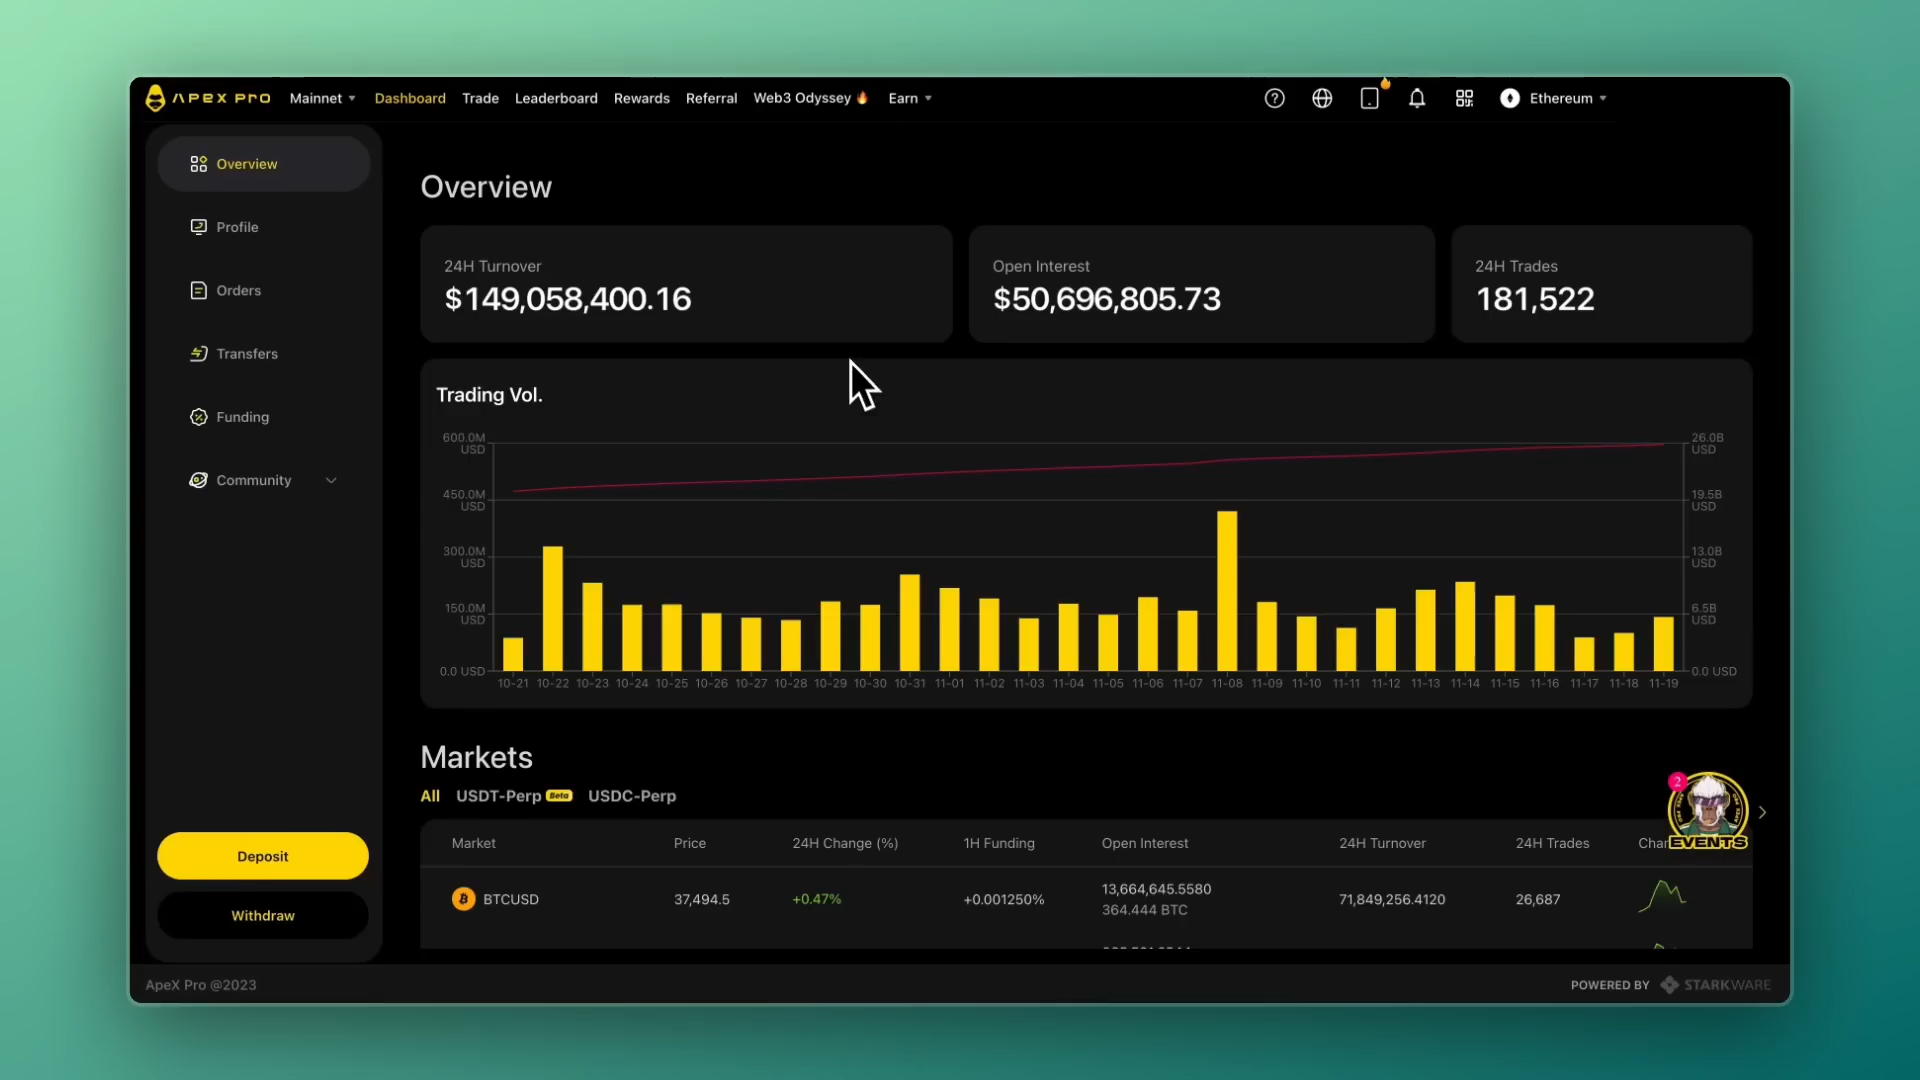 APEX PRO Mainnet Dashboard Trade Leaderboard Rewards Referral Web3 Odyssey Earn Ethereum
Overview
Profile
Orders
Transfers
Funding
Community
Deposit
Withdraw
Overview
24H Turnover
$149,058,400.16
Open Interest
$50,696,805.73
24H Trades
181,522
Trading Vol.
600.0M USD
450.0M USD
300.0M USD
150.0M USD
0.0 USD
26.0B USD
19.5B USD
13.0B USD
6.5B USD
0.0 USD
10-21 10-22 10-23 10-24 10-25 10-26 10-27 10-28 10-29 10-30 10-31 11-01 11-02 11-03 11-04 11-05 11-06 11-07 11-08 11-09 11-10 11-11 11-12 11-13 11-14 11-15 11-16 11-17 11-18 11-19
Markets
All USDT-Perp Beta USDC-Perp
2
EVENTS
Market Price 24H Change (%) 1H Funding Open Interest 24H Turnover 24H Trades Char
BTCUSD 37,494.5 +0.47% +0.001250% 13,664,645.5580 71,849,256.4120 26,687
364.444 BTC
ApeX Pro @2023
POWERED BY STARKWARE